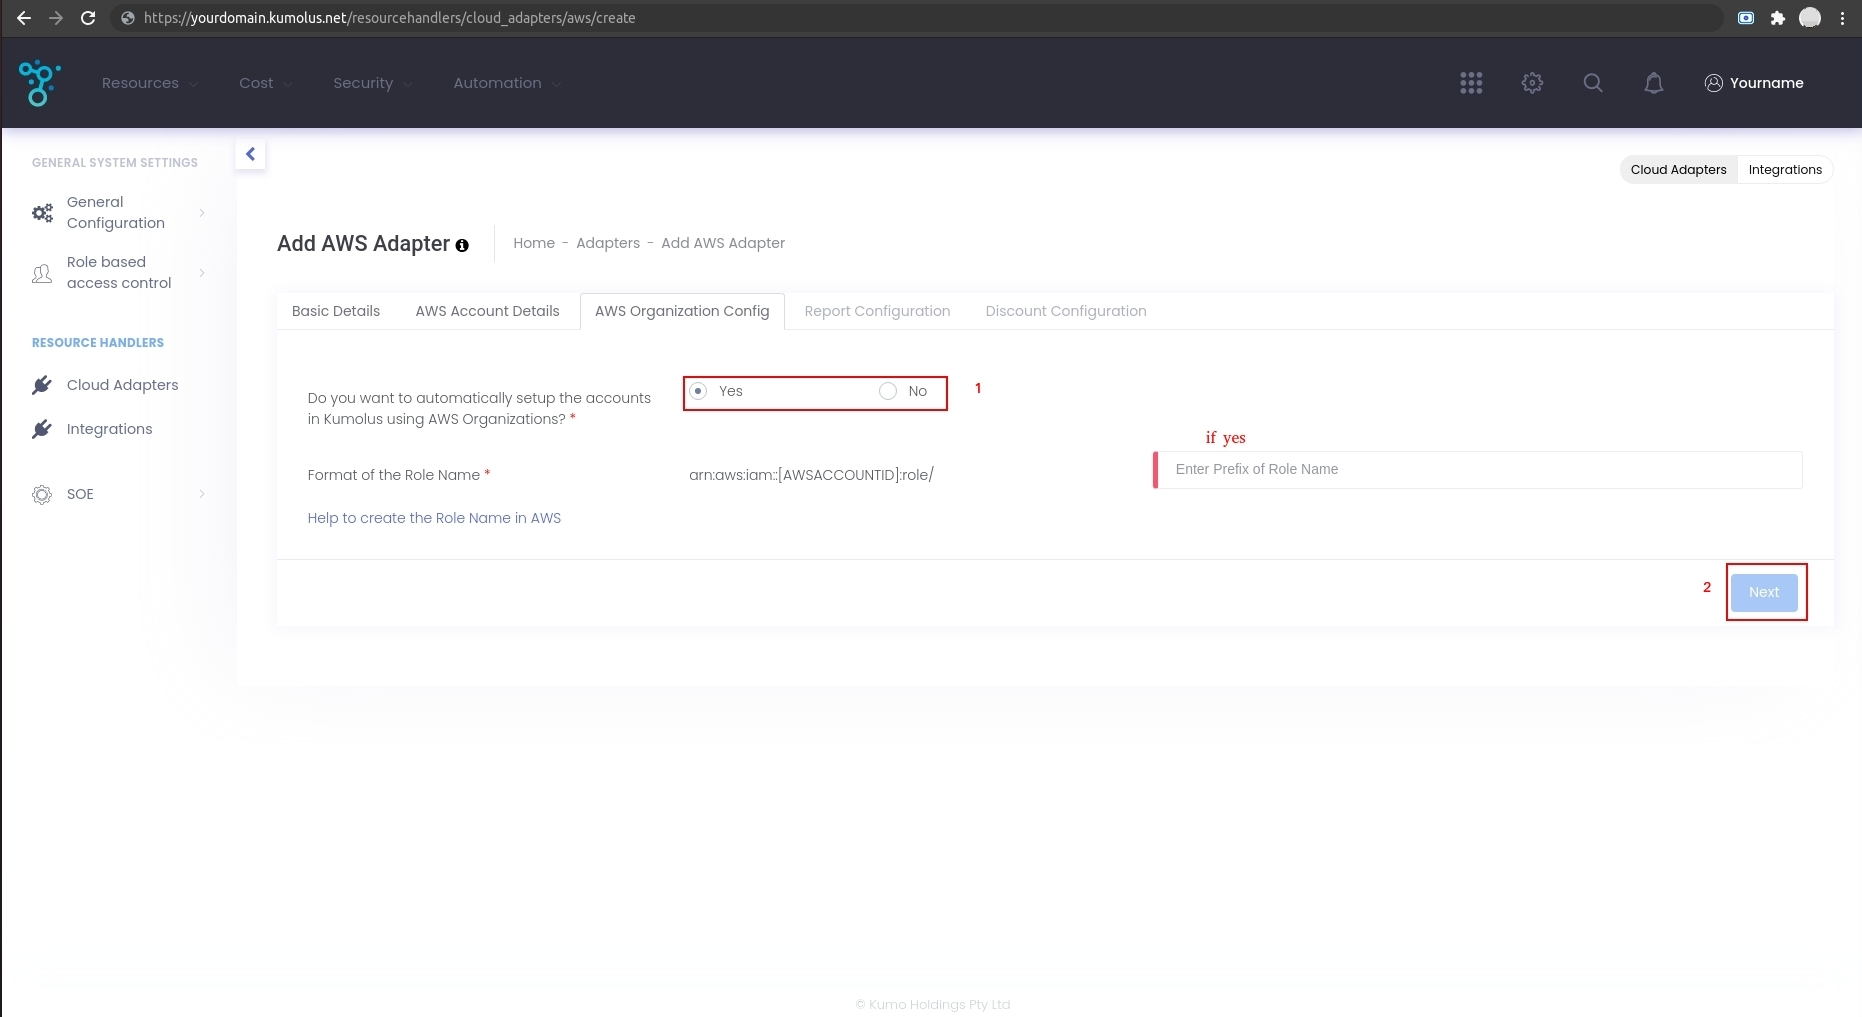 https://yourdomain.kumolus.net/resourcehandlers/cloud_adapters/aws/create
Resources Cost Security Automation Yourname
GENERAL SYSTEM SETTINGS
General
Configuration
Role based
access control
RESOURCE HANDLERS
Cloud Adapters
Integrations
SOE
Cloud Adapters Integrations
Add AWS Adapter Home - Adapters - Add AWS Adapter
Basic Details AWS Account Details AWS Organization Config Report Configuration Discount Configuration
Do you want to automatically setup the accounts
in Kumolus using AWS Organizations? *
Yes No 1
if yes
Format of the Role Name * arn:aws:iam::[AWSACCOUNTID]:role/ Enter Prefix of Role Name
Help to create the Role Name in AWS
2 Next
© Kumo Holdings Pty Ltd